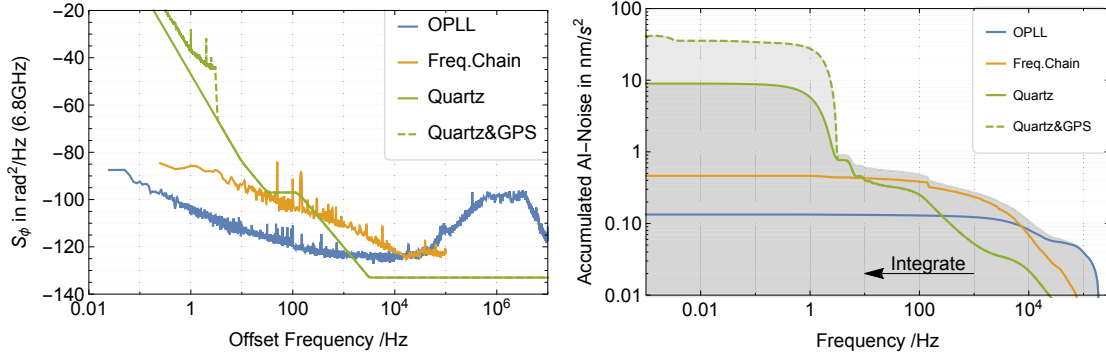 -20
-40
-60
-80
-100
-120
-140
0.01
1
100
10⁴
10⁶
S𝜙 in rad²/Hz (6.8GHz)
Offset Frequency /Hz
OPLL
Freq.Chain
Quartz
Quartz&GPS
100
10
1
0.10
0.01
0.01
1
100
10⁴
Accumulated AI-Noise in nm/s²
Frequency /Hz
OPLL
Freq.Chain
Quartz
Quartz&GPS
Integrate